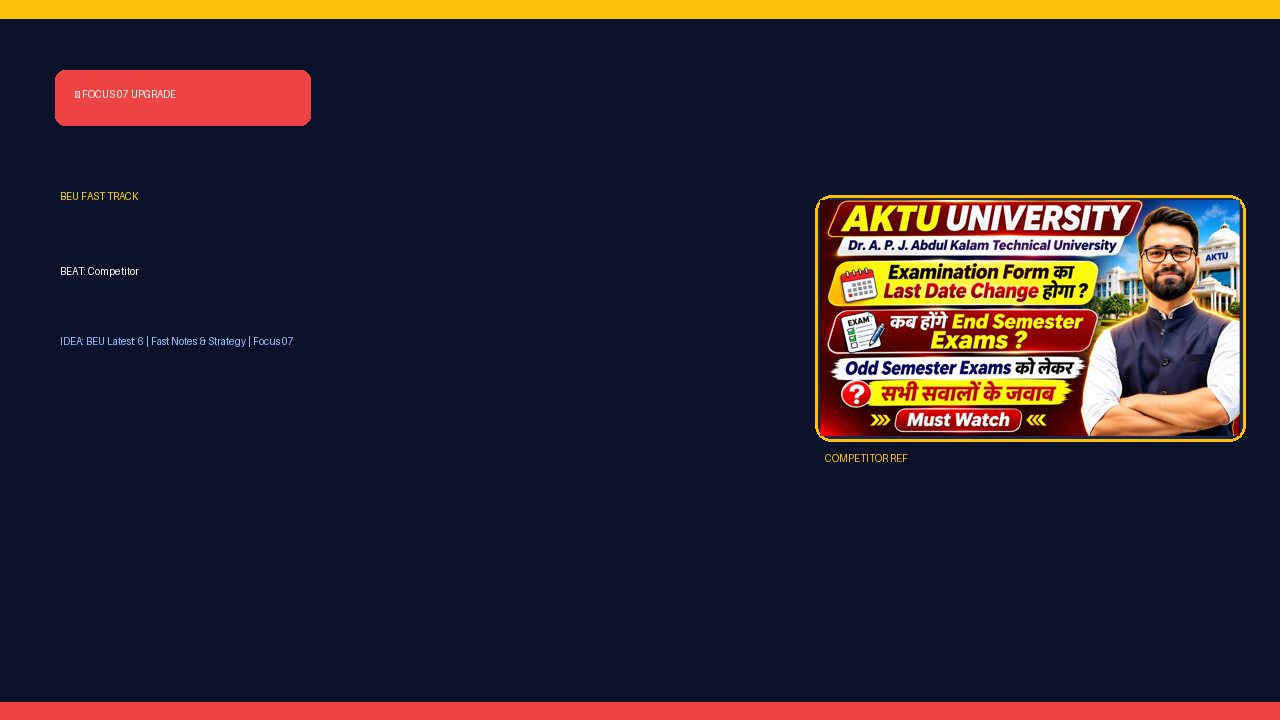 FOCUS 07 UPGRADE
BEU FAST TRACK
BEAT: Competitor
IDEA: BEU Latest 6 | Fast Notes & Strategy | Focus 07
AKTU UNIVERSITY
Dr. A. P. J. Abdul Kalam Technical University
AKTU
Examination Form का
Last Date Change होगा ?
EXAM
कब होंगे End Semester
Exams ?
Odd Semester Exams को लेकर
? सभी सवालों के जवाब
Must Watch
COMPETITOR REF